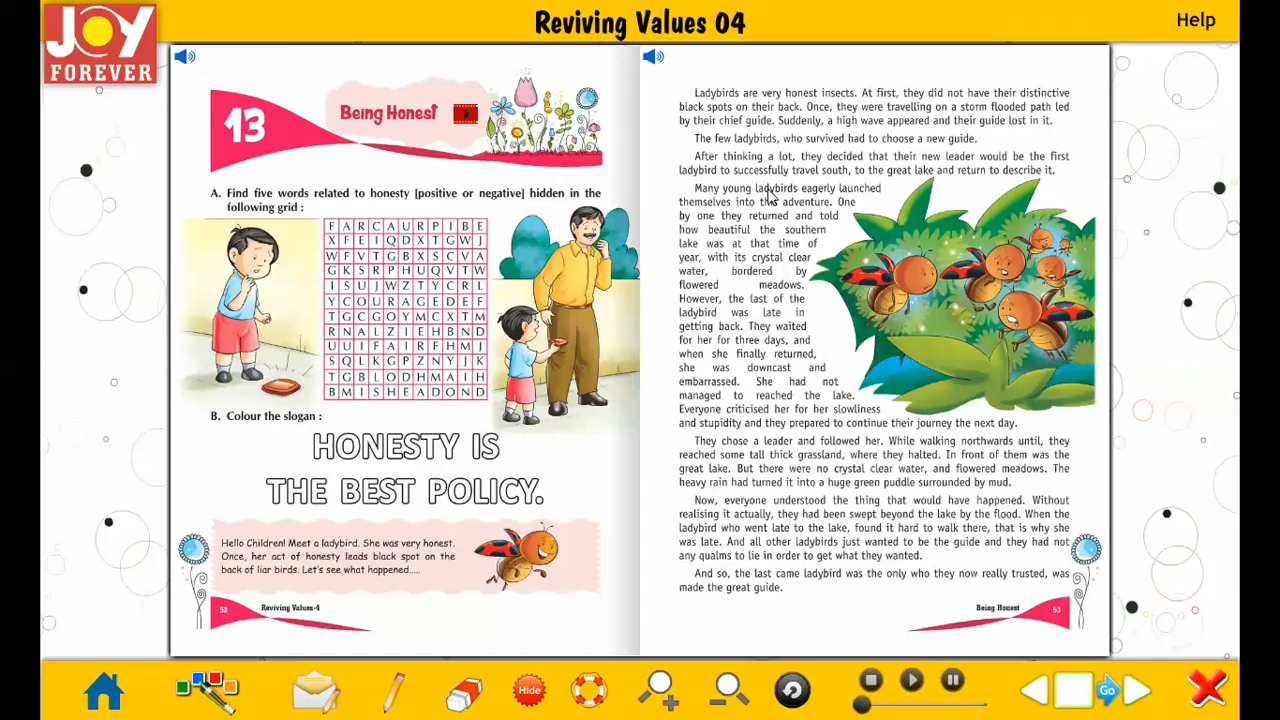 Reviving Values 04
Help
JOY
FOREVER
13
Being Honest
A. Find five words related to honesty [positive or negative] hidden in the
following grid :
F A R C A U R P I B E
X F E I Q D X T G W J
W F V T G B X S C V A
G K S R P H U Q V T W
I S U J W Z T Y C R L
Y C O U R A G E D E F
T G C G O Y M C X T M
R N A L Z I E H B N D
U U I F A I R F H M J
S Q L K G P Z N Y J K
T G B L O D H M A I H
B M I S H E A D O N D
B. Colour the slogan :
HONESTY IS
THE BEST POLICY.
Hello Children! Meet a ladybird. She was very honest.
Once, her act of honesty leads black spot on the
back of liar birds. Let's see what happened.....
52
Reviving Values-4
Ladybirds are very honest insects. At first, they did not have their distinctive
black spots on their back. Once, they were travelling on a storm flooded path led
by their chief guide. Suddenly, a high wave appeared and their guide lost in it.
The few ladybirds, who survived had to choose a new guide.
After thinking a lot, they decided that their new leader would be the first
ladybird to successfully travel south, to the great lake and return to describe it.
Many young ladybirds eagerly launched
themselves into the adventure. One
by one they returned and told
how beautiful the southern
lake was at that time of
year, with its crystal clear
water, bordered by
flowered meadows.
However, the last of the
ladybird was late in
getting back. They waited
for her for three days, and
when she finally returned,
she was downcast and
embarrassed. She had not
managed to reached the lake.
Everyone criticised her for her slowliness
and stupidity and they prepared to continue their journey the next day.
They chose a leader and followed her. While walking northwards until, they
reached some tall thick grassland, where they halted. In front of them was the
great lake. But there were no crystal clear water, and flowered meadows. The
heavy rain had turned it into a huge green puddle surrounded by mud.
Now, everyone understood the thing that would have happened. Without
realising it actually, they had been swept beyond the lake by the flood. When the
ladybird who went late to the lake, found it hard to walk there, that is why she
was late. And all other ladybirds just wanted to be the guide and they had not
any qualms to lie in order to get what they wanted.
And so, the last came ladybird was the only who they now really trusted, was
made the great guide.
Being Honest
53
Hide
Go